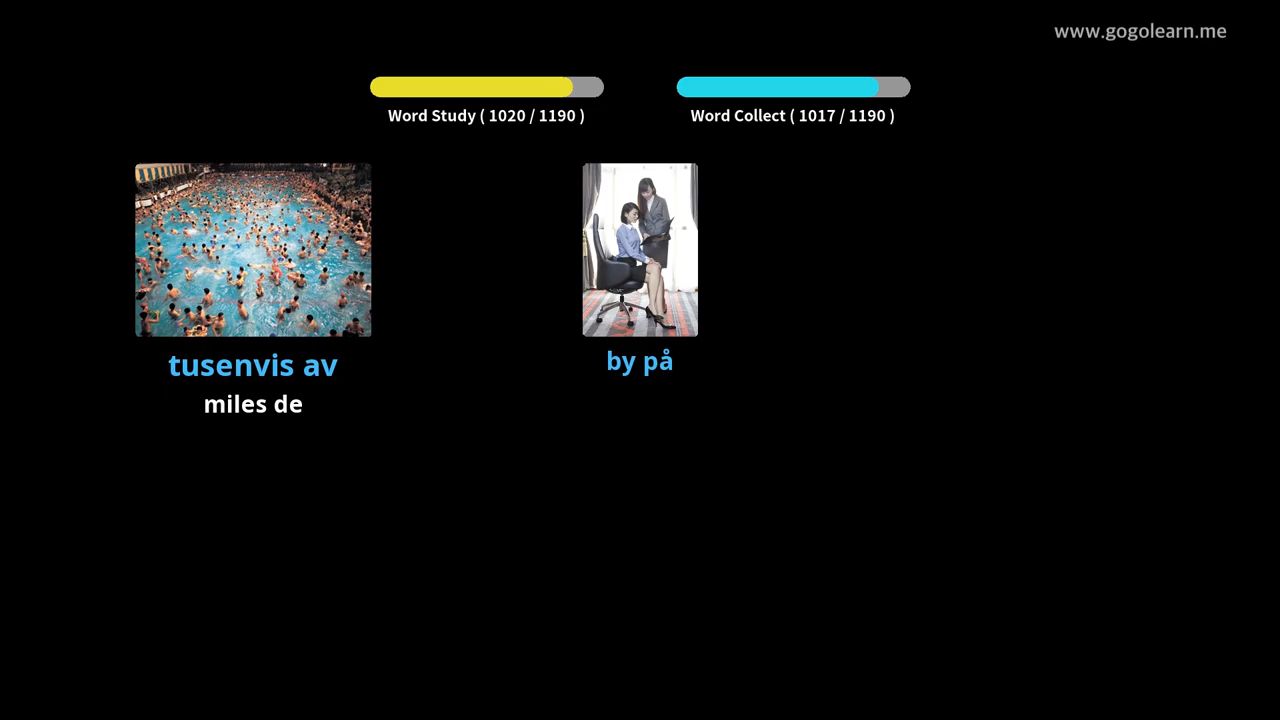 www.gogolearn.me
Word Study ( 1020 / 1190 )
Word Collect ( 1017 / 1190 )
tusenvis av
miles de
by på